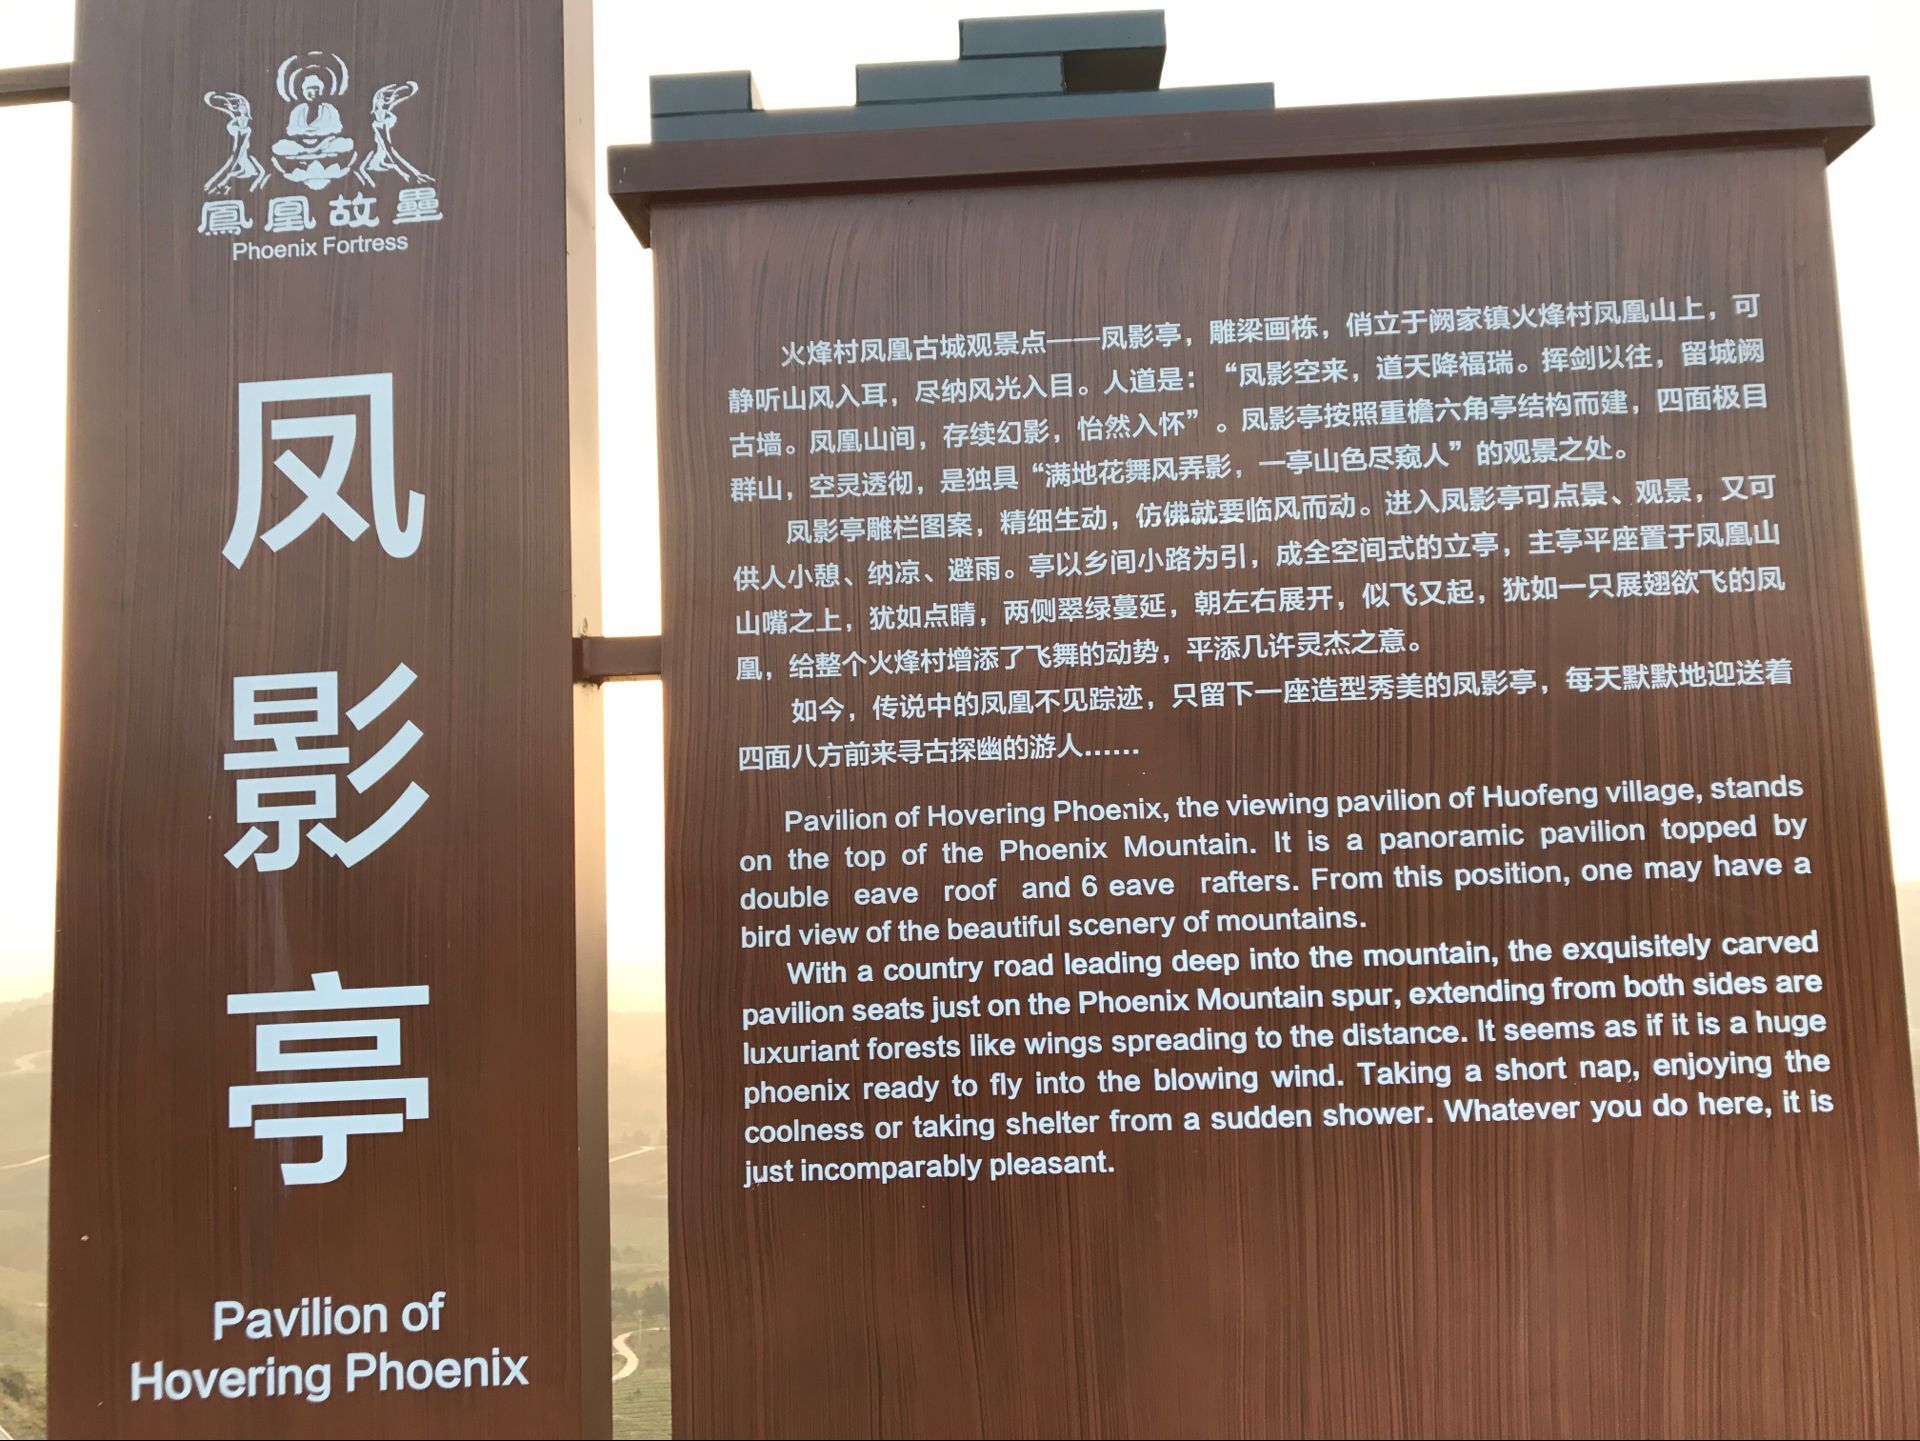 鳳凰故壘
Phoenix Fortress
凤影亭
Pavilion of
Hovering Phoenix
火烽村凤凰古城观景点——凤影亭，雕梁画栋，俏立于阙家镇火烽村凤凰山上，可
静听山风入耳，尽纳风光入目。人道是：“凤影空来，道天降福瑞。挥剑以往，留城阙
古墙。凤凰山间，存续幻影，怡然入怀”。凤影亭按照重檐六角亭结构而建，四面极目
群山，空灵透彻，是独具“满地花舞风弄影，一亭山色尽窥人”的观景之处。
凤影亭雕栏图案，精细生动，仿佛就要临风而动。进入凤影亭可点景、观景，又可
供人小憩、纳凉、避雨。亭以乡间小路为引，成全空间式的立亭，主亭平座置于凤凰山
山嘴之上，犹如点睛，两侧翠绿蔓延，朝左右展开，似飞又起，犹如一只展翅欲飞的凤
凰，给整个火烽村增添了飞舞的动势，平添几许灵杰之意。
如今，传说中的凤凰不见踪迹，只留下一座造型秀美的凤影亭，每天默默地迎送着
四面八方前来寻古探幽的游人……
Pavilion of Hovering Phoenix, the viewing pavilion of Huofeng village, stands
on the top of the Phoenix Mountain. It is a panoramic pavilion topped by
double eave roof and 6 eave rafters. From this position, one may have a
bird view of the beautiful scenery of mountains.
With a country road leading deep into the mountain, the exquisitely carved
pavilion seats just on the Phoenix Mountain spur, extending from both sides are
luxuriant forests like wings spreading to the distance. It seems as if it is a huge
phoenix ready to fly into the blowing wind. Taking a short nap, enjoying the
coolness or taking shelter from a sudden shower. Whatever you do here, it is
just incomparably pleasant.